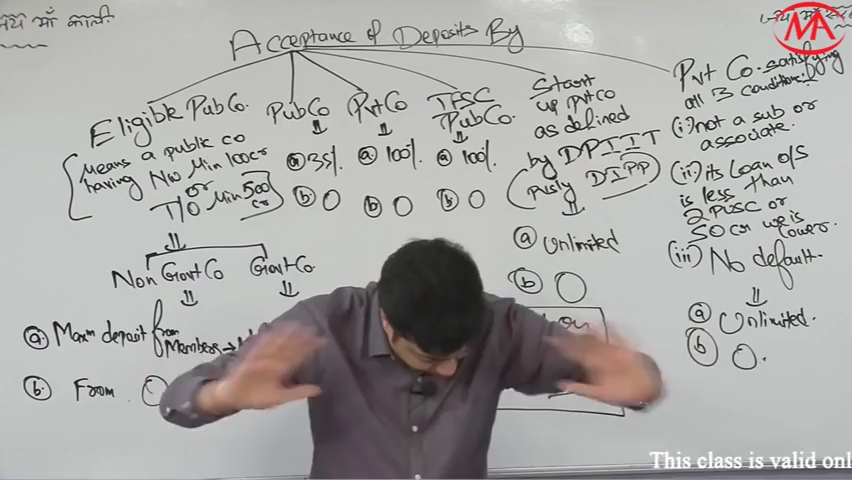 जय माँ काली
MA
Acceptance of Deposits By
Eligible Pub Co.
{ means a public co
having NW Min 100cr
or
T/O Min 500
cr }
⇓
Non Govt Co
⇓
Govt Co.
⇓
(a) Maxm deposit from
Members →
(b) From
Pub Co
⇓
(a) 35%
(b) 0
Pvt Co
⇓
(a) 100%
(b) 0
IFSC
Pub Co.
⇓
(a) 100%
(b) 0
Start
up pvt co
as defined
by DPIIT
(Pusly DIPP)
⇓
(a) Unlimited
(b) 0
Pvt Co. satisfying
all 3 conditions:-
(i) not a sub or
associate.
(ii) its loan o/s
is less than
2 PUSC or
50 cr w e is
lower.
(iii) No default.
⇓
(a) Unlimited.
(b) 0.
This class is valid onl